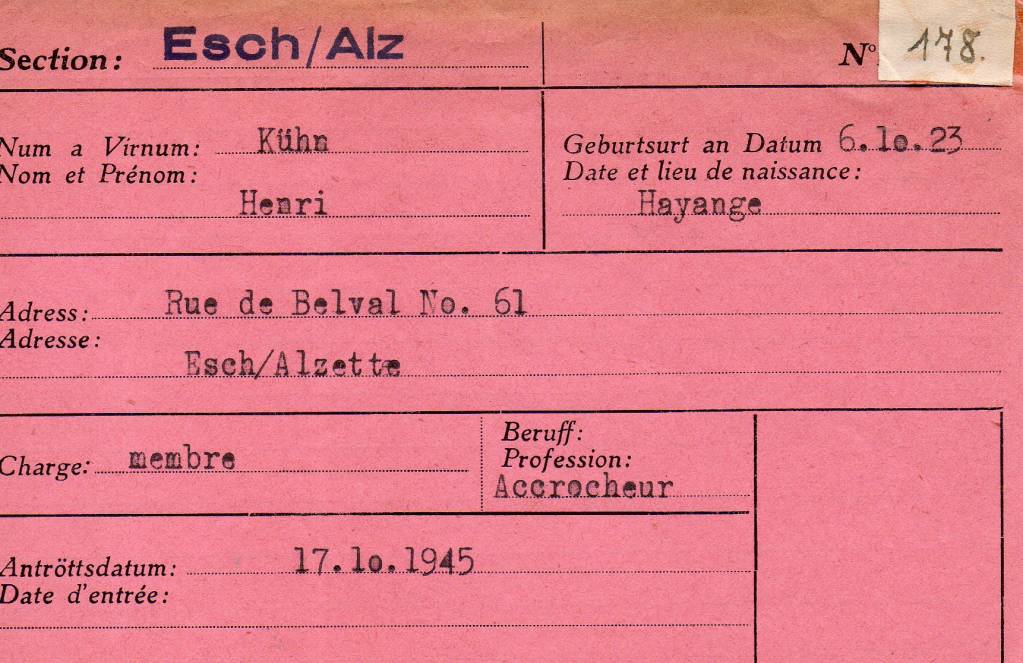 Section: Esch/Alz N° 178.
Num a Virnum: Kühn
Nom et Prénom:
Henri
Geburtsurt an Datum 6.10.23
Date et lieu de naissance:
Hayange
Adress: Rue de Belval No. 61
Adresse:
Esch/Alzette
Charge: membre
Beruff:
Profession:
Accrocheur
Antröttsdatum: 17.10.1945
Date d'entrée: